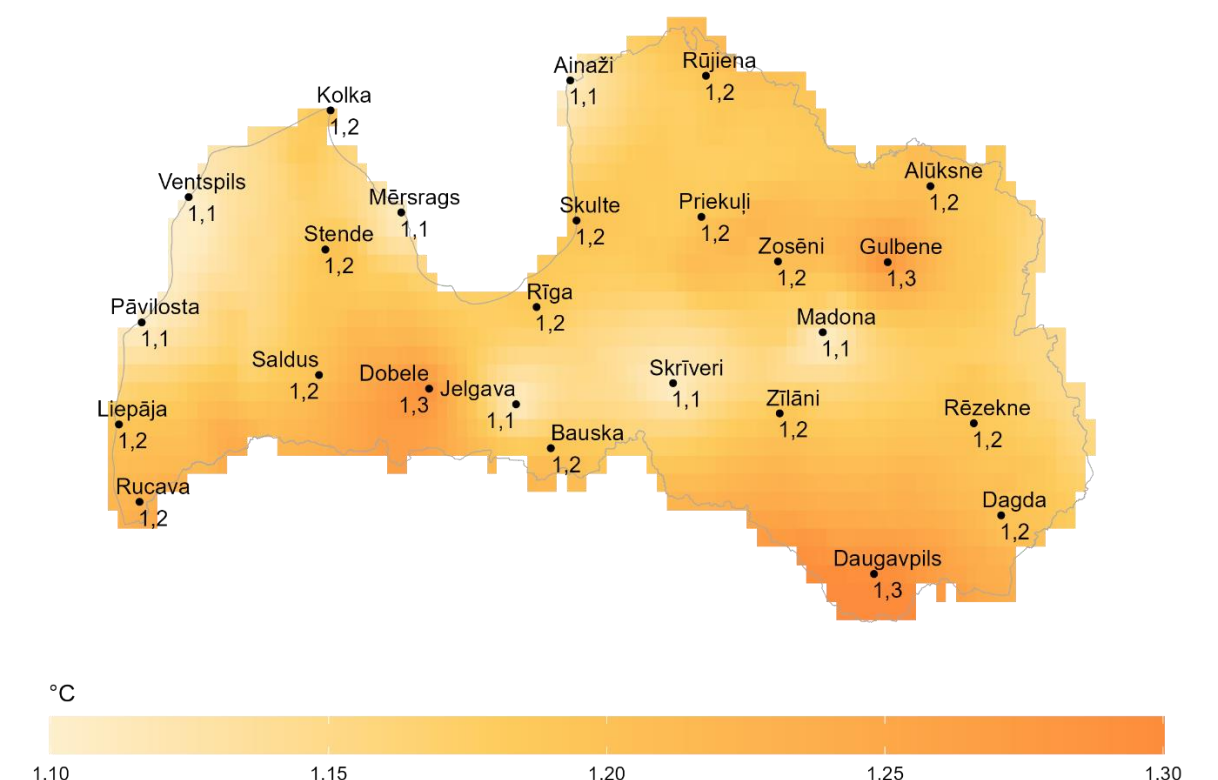 Ainaži
1,1
Rūjiena
1,2
Kolka
1,2
Ventspils
1,1
Mērsrags
1,1
Alūksne
1,2
Skulte
1,2
Priekuļi
1,2
Stende
1,2
Zosēni
1,2
Gulbene
1,3
Pāvilosta
1,1
Rīga
1,2
Madona
1,1
Saldus
1,2
Dobele
1,3
Jelgava
1,1
Skrīveri
1,1
Zīlāni
1,2
Rēzekne
1,2
Liepāja
1,2
Bauska
1,2
Rucava
1,2
Dagda
1,2
Daugavpils
1,3
°C
1.10 1.15 1.20 1.25 1.30